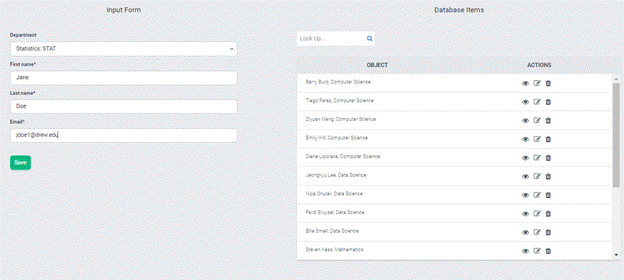 Input Form
Department
Statistics: STAT
First name*
Jane
Last name*
Doe
Email*
jdoe1@drew.edu
Save
Database Items
Look Up...
OBJECT ACTIONS
Barry Burd, Computer Science
Tiago Perez, Computer Science
Ziyuan Meng, Computer Science
Emily Hill, Computer Science
Diane Liporace, Computer Science
Jeongkyu Lee, Data Science
Nipa Onulak, Data Science
Ferdi Eruysal, Data Science
Ellie Small, Data Science
Steven Kass, Mathematics